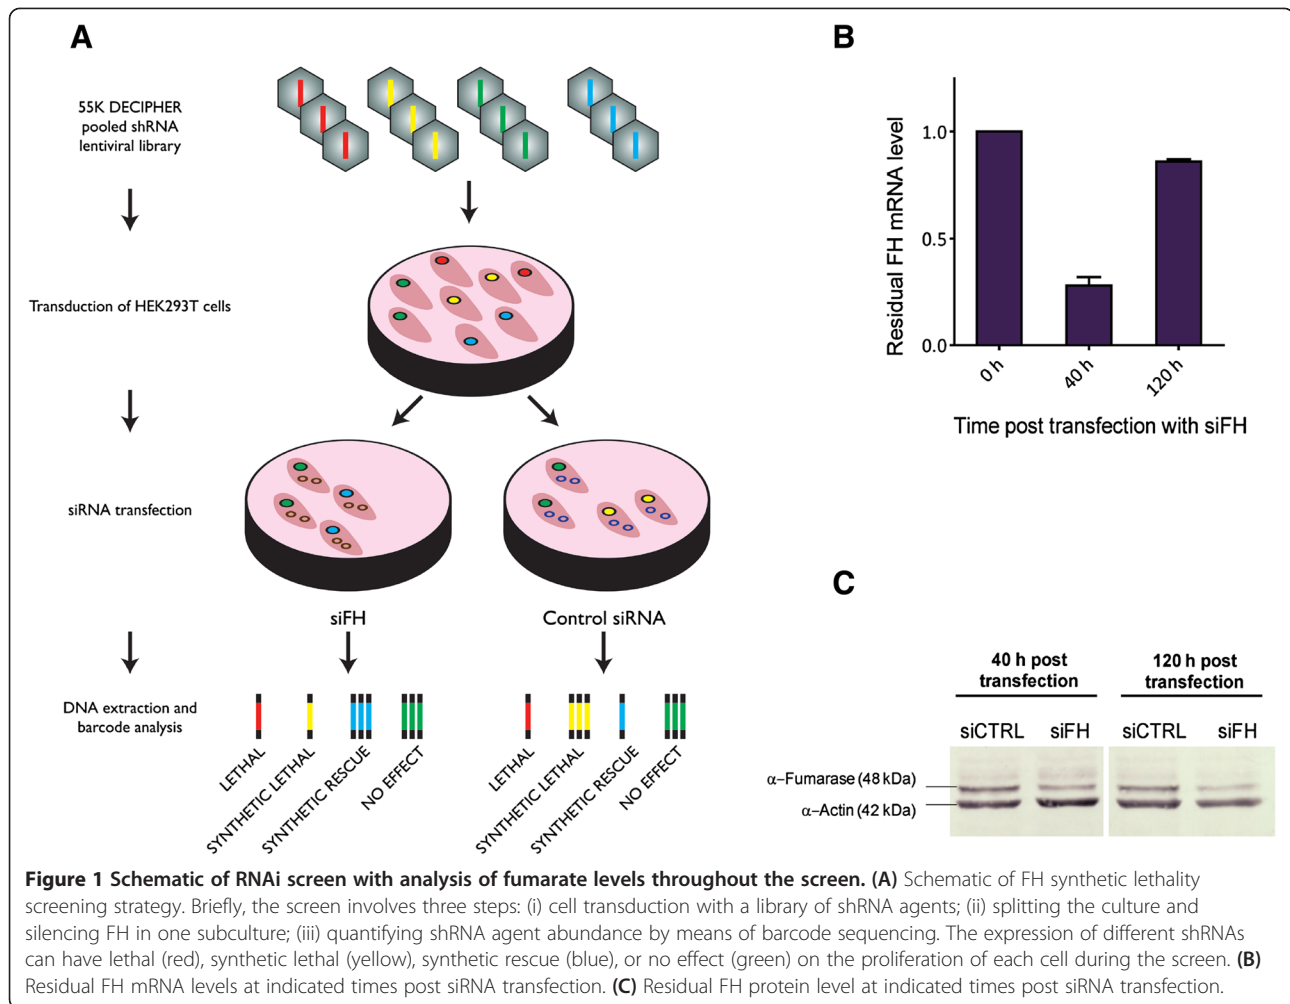 A
55K DECIPHER
pooled shRNA
lentiviral library
Transduction of HEK293T cells
siRNA transfection
siFH
Control siRNA
DNA extraction and
barcode analysis
LETHAL
SYNTHETIC LETHAL
SYNTHETIC RESCUE
NO EFFECT
LETHAL
SYNTHETIC LETHAL
SYNTHETIC RESCUE
NO EFFECT
B
Residual FH mRNA level
1.0
0.5
0.0
0 h
40 h
120 h
Time post transfection with siFH
C
40 h post
transfection
120 h post
transfection
siCTRL siFH siCTRL siFH
α–Fumarase (48 kDa)
α–Actin (42 kDa)
Figure 1 Schematic of RNAi screen with analysis of fumarate levels throughout the screen. (A) Schematic of FH synthetic lethality
screening strategy. Briefly, the screen involves three steps: (i) cell transduction with a library of shRNA agents; (ii) splitting the culture and
silencing FH in one subculture; (iii) quantifying shRNA agent abundance by means of barcode sequencing. The expression of different shRNAs
can have lethal (red), synthetic lethal (yellow), synthetic rescue (blue), or no effect (green) on the proliferation of each cell during the screen. (B)
Residual FH mRNA levels at indicated times post siRNA transfection. (C) Residual FH protein level at indicated times post siRNA transfection.